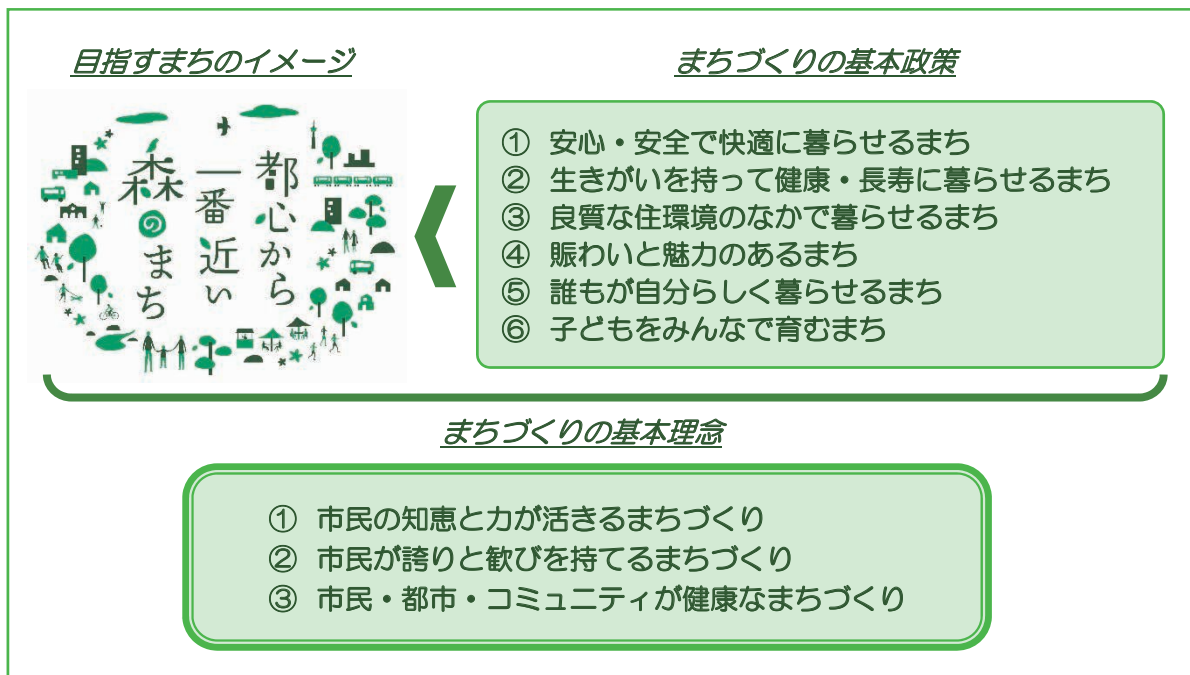 目指すまちのイメージ
都心から
一番近い
森のまち
まちづくりの基本政策
① 安心・安全で快適に暮らせるまち
② 生きがいを持って健康・長寿に暮らせるまち
③ 良質な住環境のなかで暮らせるまち
④ 賑わいと魅力のあるまち
⑤ 誰もが自分らしく暮らせるまち
⑥ 子どもをみんなで育むまち
まちづくりの基本理念
① 市民の知恵と力が活きるまちづくり
② 市民が誇りと歓びを持てるまちづくり
③ 市民・都市・コミュニティが健康なまちづくり